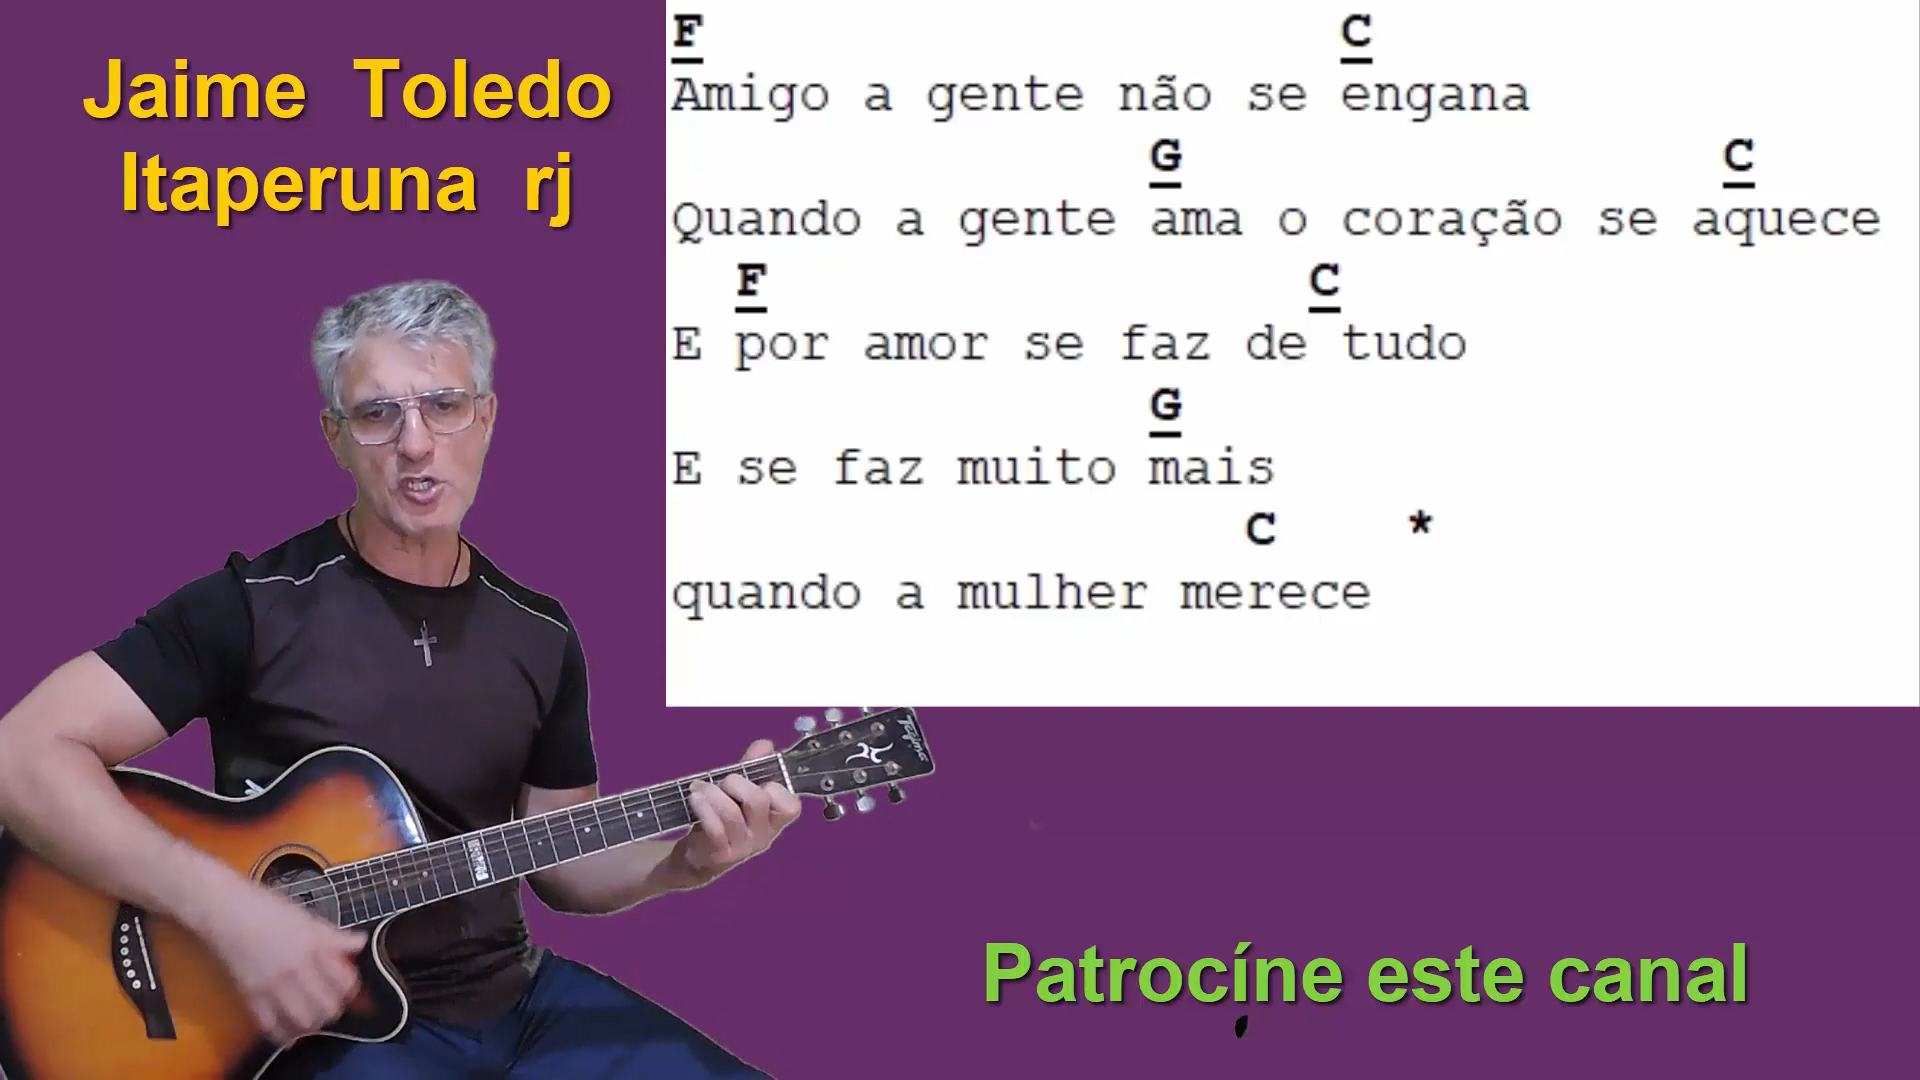 Jaime Toledo
Itaperuna rj
F C
Amigo a gente não se engana
G C
Quando a gente ama o coração se aquece
F C
E por amor se faz de tudo
G
E se faz muito mais
C *
quando a mulher merece
Tagima
Patrocíne este canal